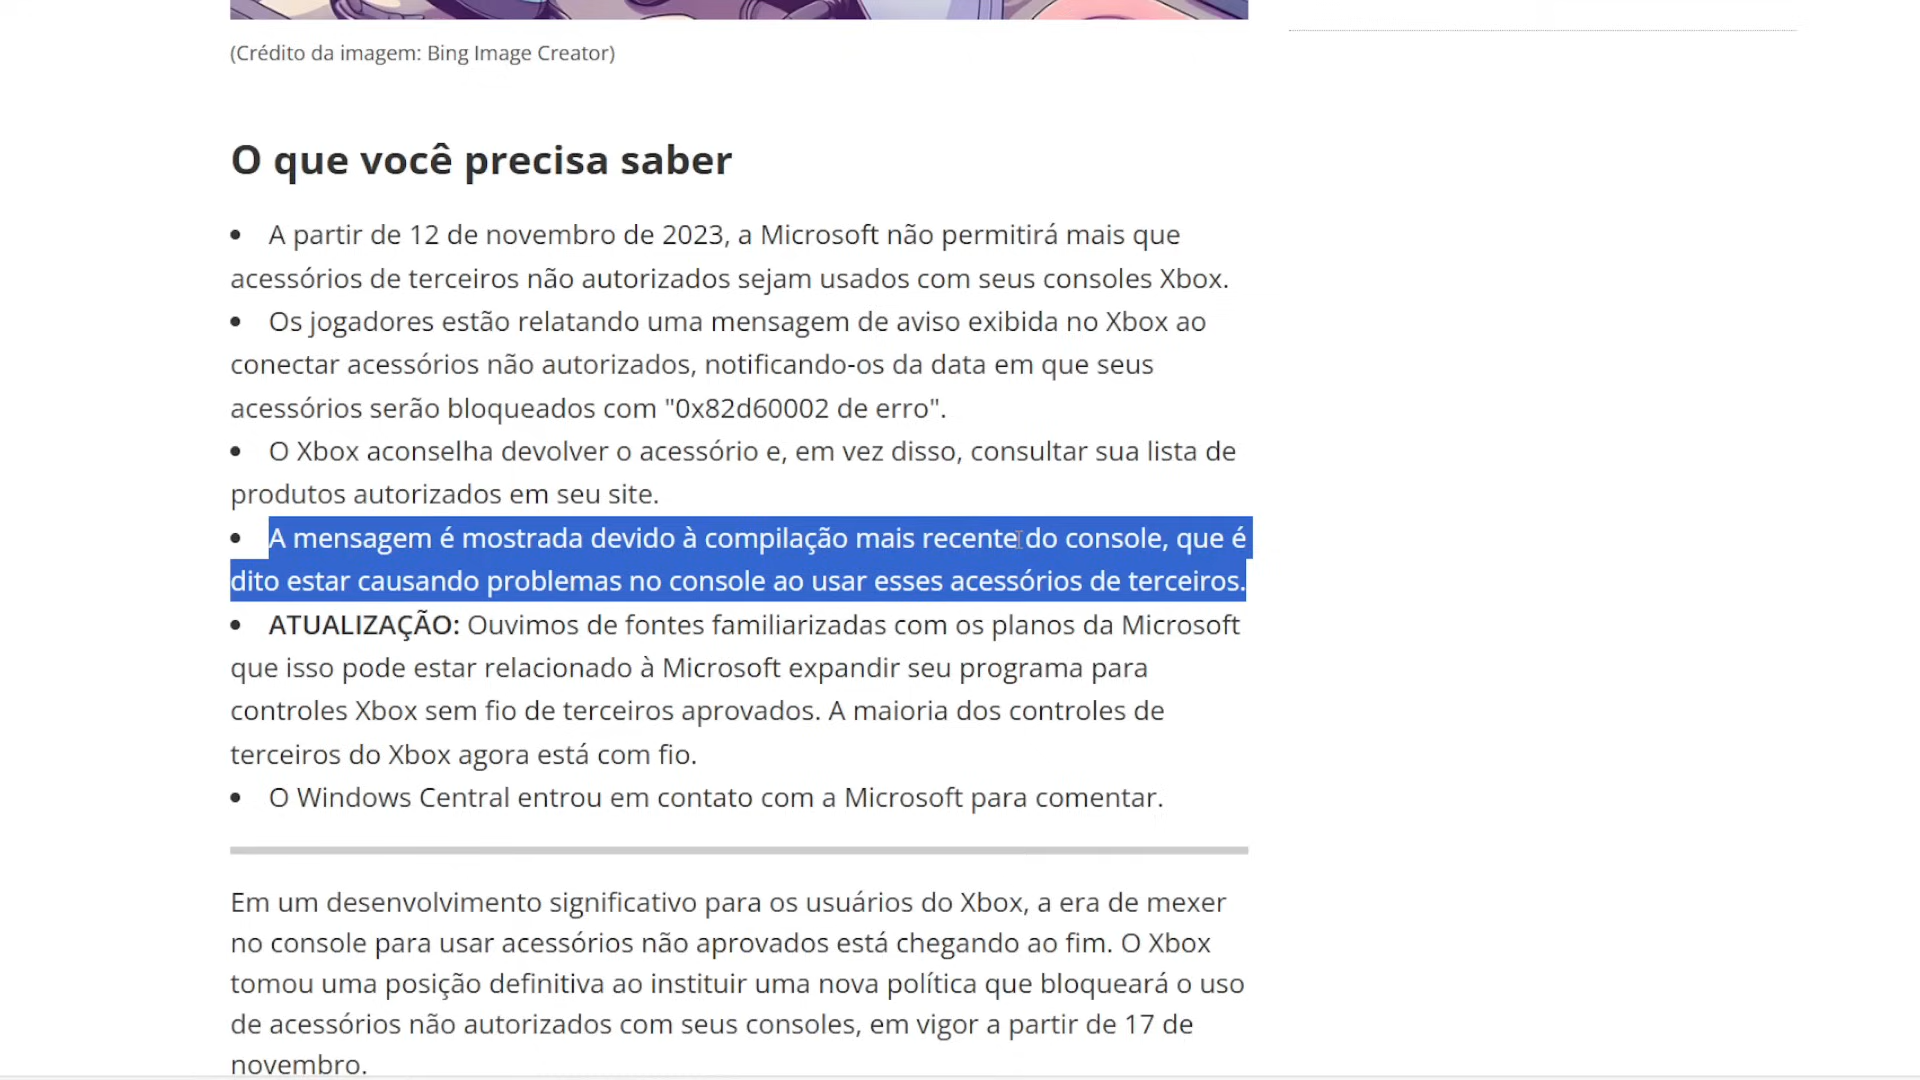 (Crédito da imagem: Bing Image Creator)
O que você precisa saber
• A partir de 12 de novembro de 2023, a Microsoft não permitirá mais que
acessórios de terceiros não autorizados sejam usados com seus consoles Xbox.
• Os jogadores estão relatando uma mensagem de aviso exibida no Xbox ao
conectar acessórios não autorizados, notificando-os da data em que seus
acessórios serão bloqueados com "0x82d60002 de erro".
• O Xbox aconselha devolver o acessório e, em vez disso, consultar sua lista de
produtos autorizados em seu site.
• A mensagem é mostrada devido à compilação mais recente do console, que é
dito estar causando problemas no console ao usar esses acessórios de terceiros.
• ATUALIZAÇÃO: Ouvimos de fontes familiarizadas com os planos da Microsoft
que isso pode estar relacionado à Microsoft expandir seu programa para
controles Xbox sem fio de terceiros aprovados. A maioria dos controles de
terceiros do Xbox agora está com fio.
• O Windows Central entrou em contato com a Microsoft para comentar.
Em um desenvolvimento significativo para os usuários do Xbox, a era de mexer
no console para usar acessórios não aprovados está chegando ao fim. O Xbox
tomou uma posição definitiva ao instituir uma nova política que bloqueará o uso
de acessórios não autorizados com seus consoles, em vigor a partir de 17 de
novembro.